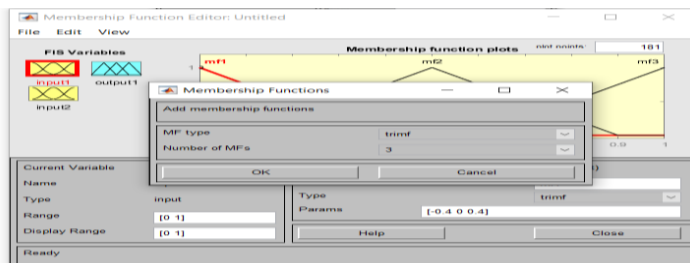 Membership Function Editor: Untitled
File Edit View
FIS Variables
Membership function plots plot points: 181
input1 output1
input2
1
mf1 mf2 mf3
0.9 1
Membership Functions
Add membership functions
MF type trimf
Number of MFs 3
OK Cancel
Current Variable
Name
Type input
Range [0 1]
Display Range [0 1]
Type trimf
Params [-0.4 0 0.4]
Help Close
Ready